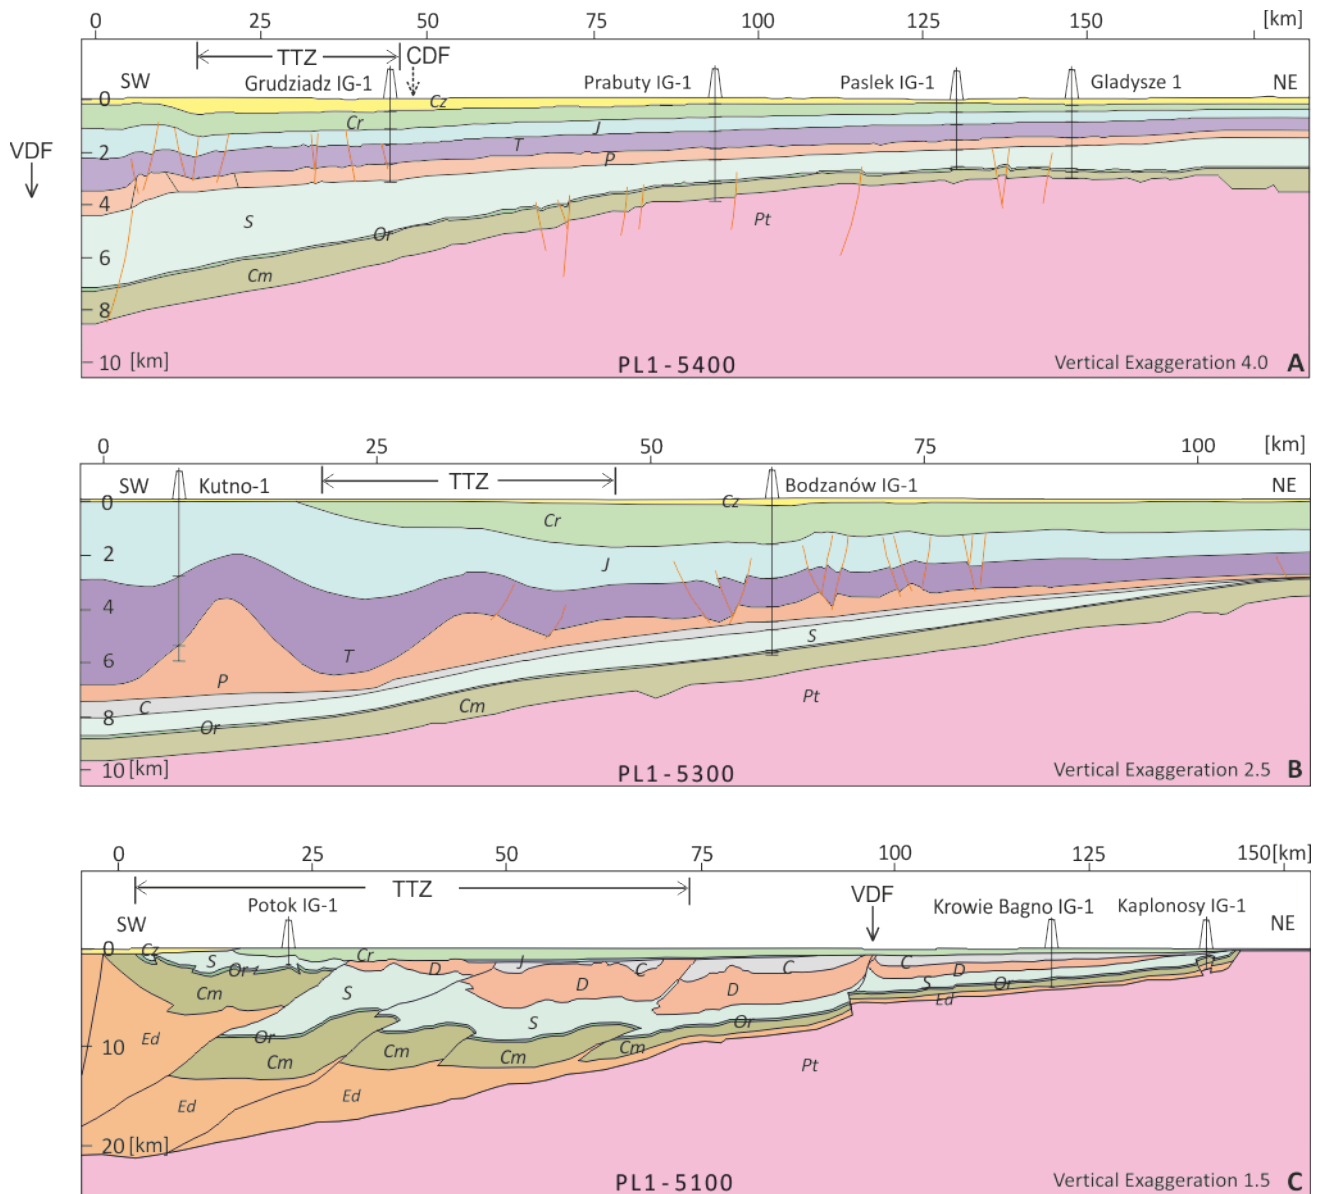 0 25 50 75 100 125 150 [km]
TTZ CDF
SW Grudziadz IG-1 Prabuty IG-1 Paslek IG-1 Gladysze 1 NE
0
Cz
Cr
J
T
VDF
2
P
4
S
Or
Pt
6
Cm
8
10 [km]
PL1 - 5400
Vertical Exaggeration 4.0 A
0 25 50 75 100 [km]
SW Kutno-1 TTZ Bodzanów IG-1 NE
0
Cz
Cr
2
J
4
S
T
6
P
Pt
C
Cm
8
Or
10 [km]
PL1 - 5300
Vertical Exaggeration 2.5 B
0 25 50 75 100 125 150 [km]
TTZ
VDF
Potok IG-1 Krowie Bagno IG-1 Kaplonosy IG-1
SW NE
0
Cz Cr
S J C
Or D C C D
D D S Or
Cm S Ed
S Or
Ed Or Cm
10
Cm Cm Cm
Pt
Ed Ed
20 [km]
PL1 - 5100
Vertical Exaggeration 1.5 C